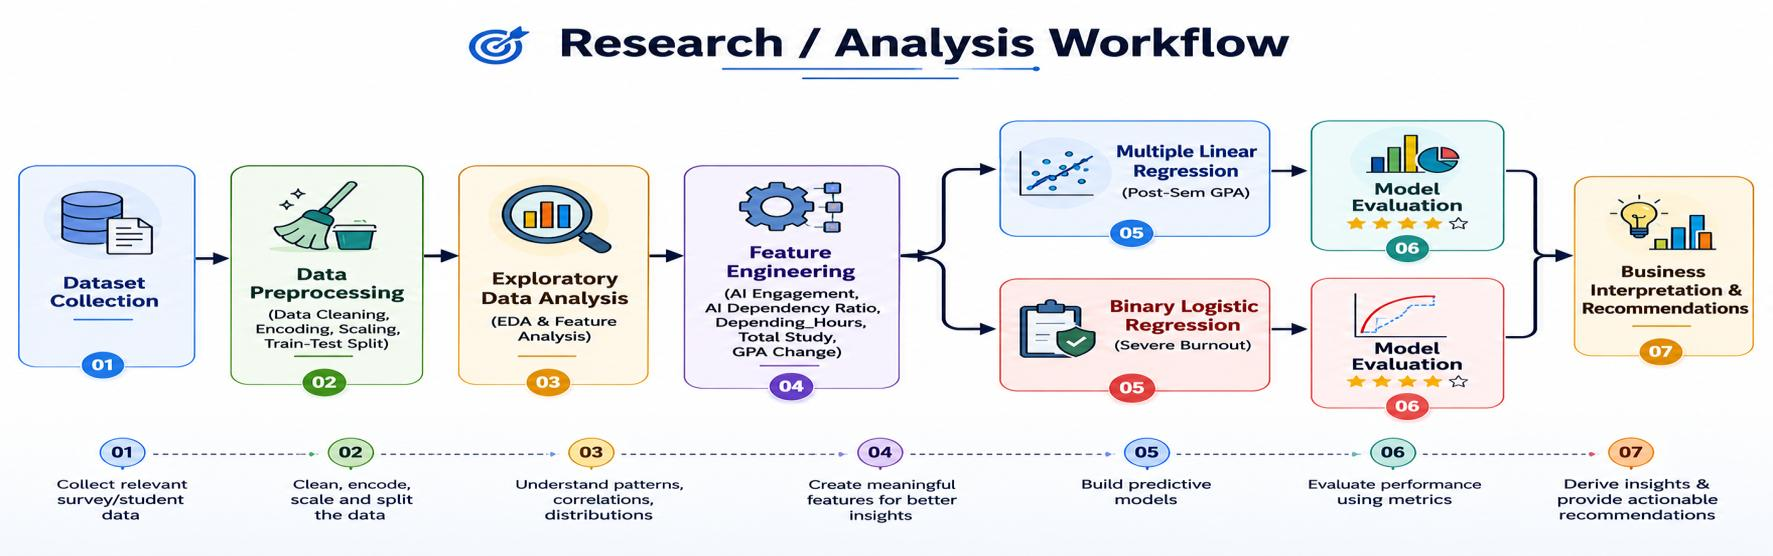 Research / Analysis Workflow
Dataset
Collection
01
Data
Preprocessing
(Data Cleaning,
Encoding, Scaling,
Train-Test Split)
02
Exploratory
Data Analysis
(EDA & Feature
Analysis)
03
Feature
Engineering
(AI Engagement,
AI Dependency Ratio,
Depending_Hours,
Total Study,
GPA Change)
04
Multiple Linear
Regression
(Post-Sem GPA)
05
Model
Evaluation
06
Binary Logistic
Regression
(Severe Burnout)
05
Model
Evaluation
06
Business
Interpretation &
Recommendations
07
01
Collect relevant
survey/student
data
02
Clean, encode,
scale and split
the data
03
Understand patterns,
correlations,
distributions
04
Create meaningful
features for better
insights
05
Build predictive
models
06
Evaluate performance
using metrics
07
Derive insights &
provide actionable
recommendations